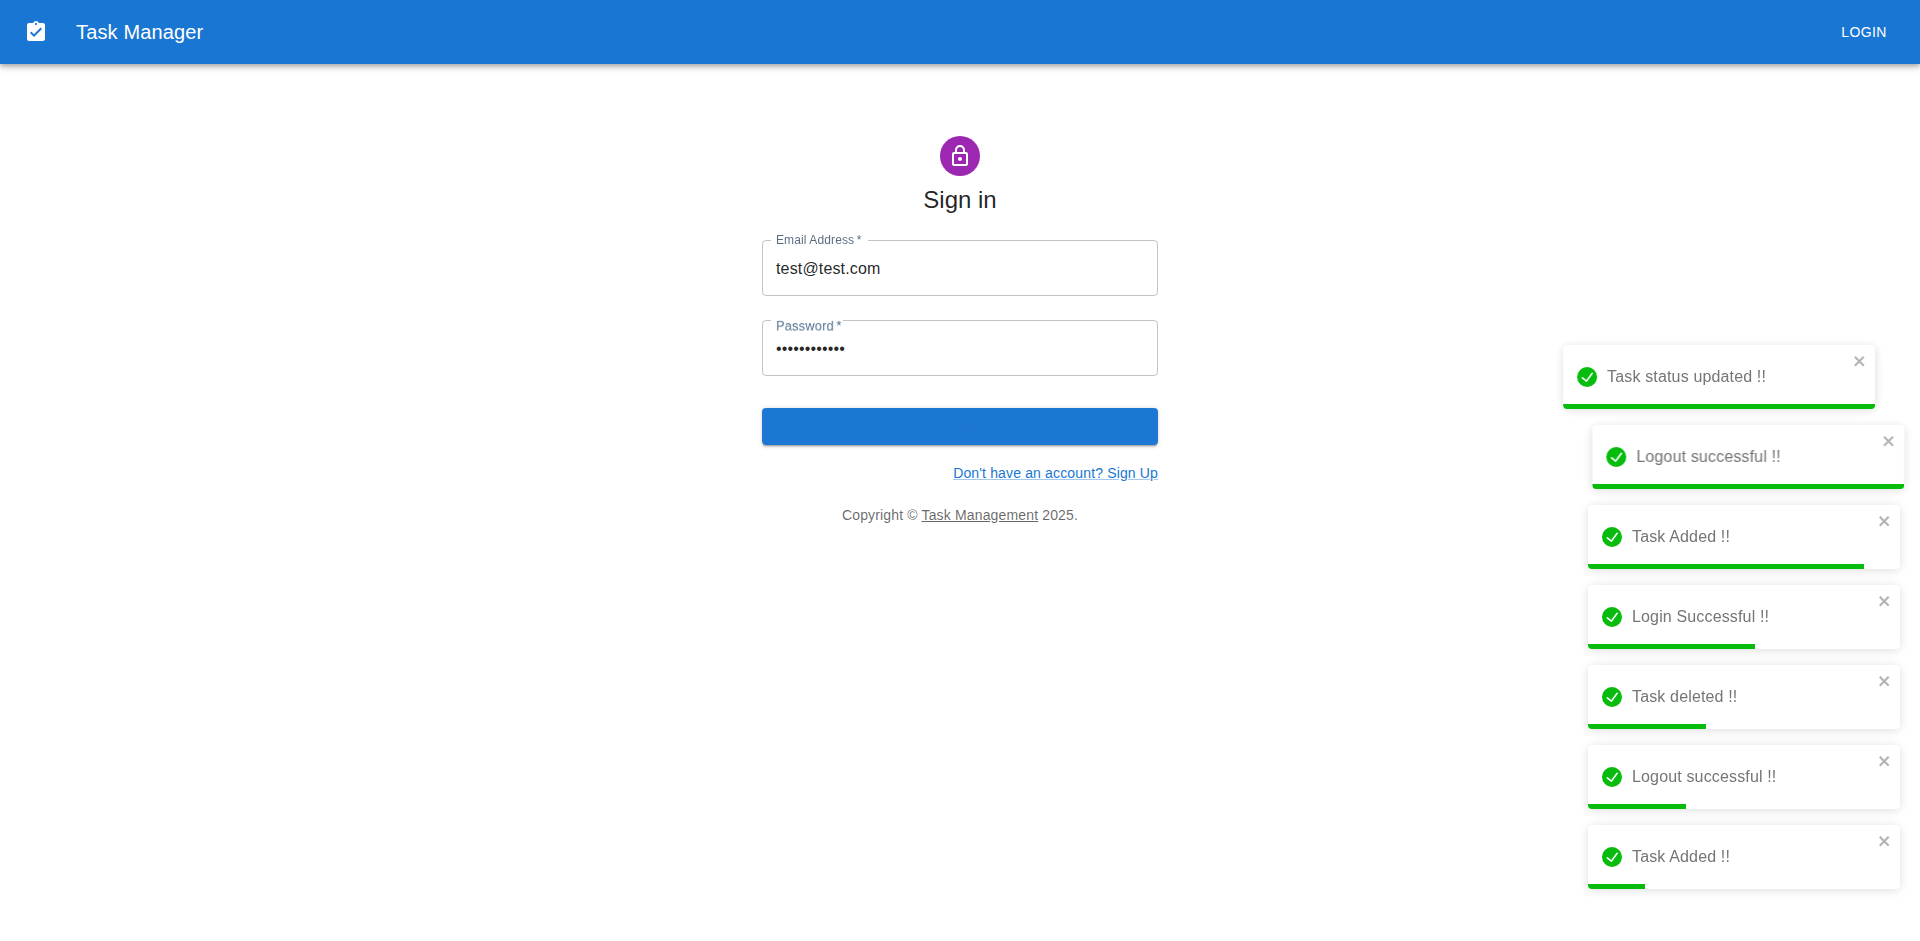 Task Manager
LOGIN
Sign in
Email Address *
test@test.com
Password *
••••••••••••
Don't have an account? Sign Up
Copyright © Task Management 2025.
Task status updated !!
Logout successful !!
Task Added !!
Login Successful !!
Task deleted !!
Logout successful !!
Task Added !!